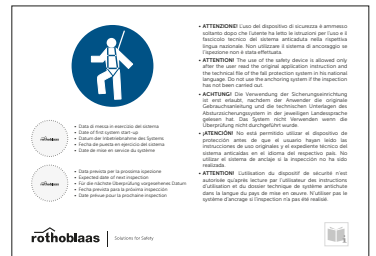 • ATTENZIONE! L'uso del dispositivo di sicurezza è ammesso
soltanto dopo che l'utente ha letto le istruzioni per l'uso e il
fascicolo tecnico del sistema anticaduta nella rispettiva
lingua nazionale. Non utilizzare il sistema di ancoraggio se
l'ispezione non è stata effettuata.
• ATTENTION! The use of the safety device is allowed only
after the user read the original application instruction and
the technical file of the fall protection system in his national
language. Do not use the anchoring system if the inspection
has not been carried out.
• ACHTUNG! Die Verwendung der Sicherungseinrichtung
ist erst erlaubt, nachdem der Anwender die originale
Gebrauchsanleitung und die technischen Unterlagen des
Absturzsicherungssystem in der jeweiligen Landessprache
gelesen hat. Das System nicht Verwenden wenn die
Überprüfung nicht durchgeführt wurde.
• ¡ATENCIÓN! No está permitido utilizar el dispositivo de
protección antes de que el usuario hayan leído las
instrucciones de uso originales y el expediente técnico del
sistema anticaídas en el idioma del respectivo país. No
utilizar el sistema de anclaje si la inspección no ha sido
realizada.
• ATTENTION! L'utilisation du dispositif de sécurité n'est
autorisée qu'après lecture par l'utilisateur des instructions
d'utilisation et du dossier technique de système antichute
dans la langue du pays de mise en œuvre. N'utiliser pas le
système d'ancrage si l'inspection n'a pas été réalisé.
rothoblaas
• Data di messa in esercizio del sistema
• Date of first system start-up
• Datum der Inbetriebnahme des Systems
• Fecha de puesta en ejercicio del sistema
• Date de mise en service du système
rothoblaas
• Data prevista per la prossima ispezione
• Expected date of next inspection
• Für die nächste Überprüfung vorgesehenes Datum
• Fecha prevista para la próxima inspección
• Date prévue pour la prochaine inspection
rothoblaas
Solutions for Safety